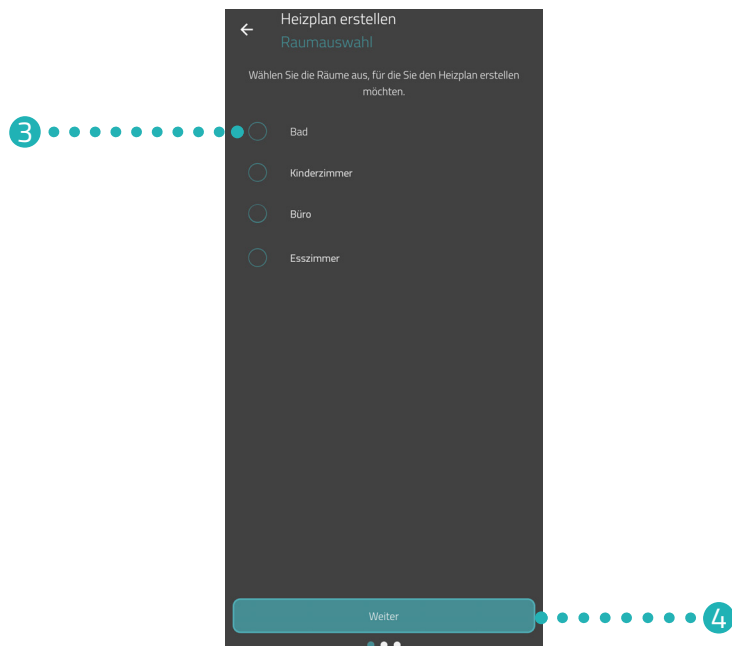 Heizplan erstellen
Raumauswahl
Wählen Sie die Räume aus, für die Sie den Heizplan erstellen
möchten.
3
Bad
Kinderzimmer
Büro
Esszimmer
Weiter
4